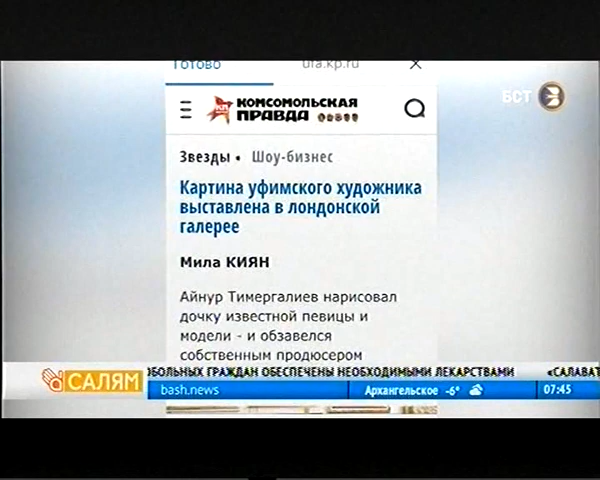 Готово
ufa.kp.ru
БСТ
КП
КОМСОМОЛЬСКАЯ
ПРАВДА
Звезды • Шоу-бизнес
Картина уфимского художника
выставлена в лондонской
галерее
Мила КИЯН
Айнур Тимергалиев нарисовал
дочку известной певицы и
модели - и обзавелся
собственным продюсером
САЛЯМ
ОБОЛЬНЫХ ГРАЖДАН ОБЕСПЕЧЕНЫ НЕОБХОДИМЫМИ ЛЕКАРСТВАМИ
«САЛАВАТ
bash.news
Архангельское -6°
07:45